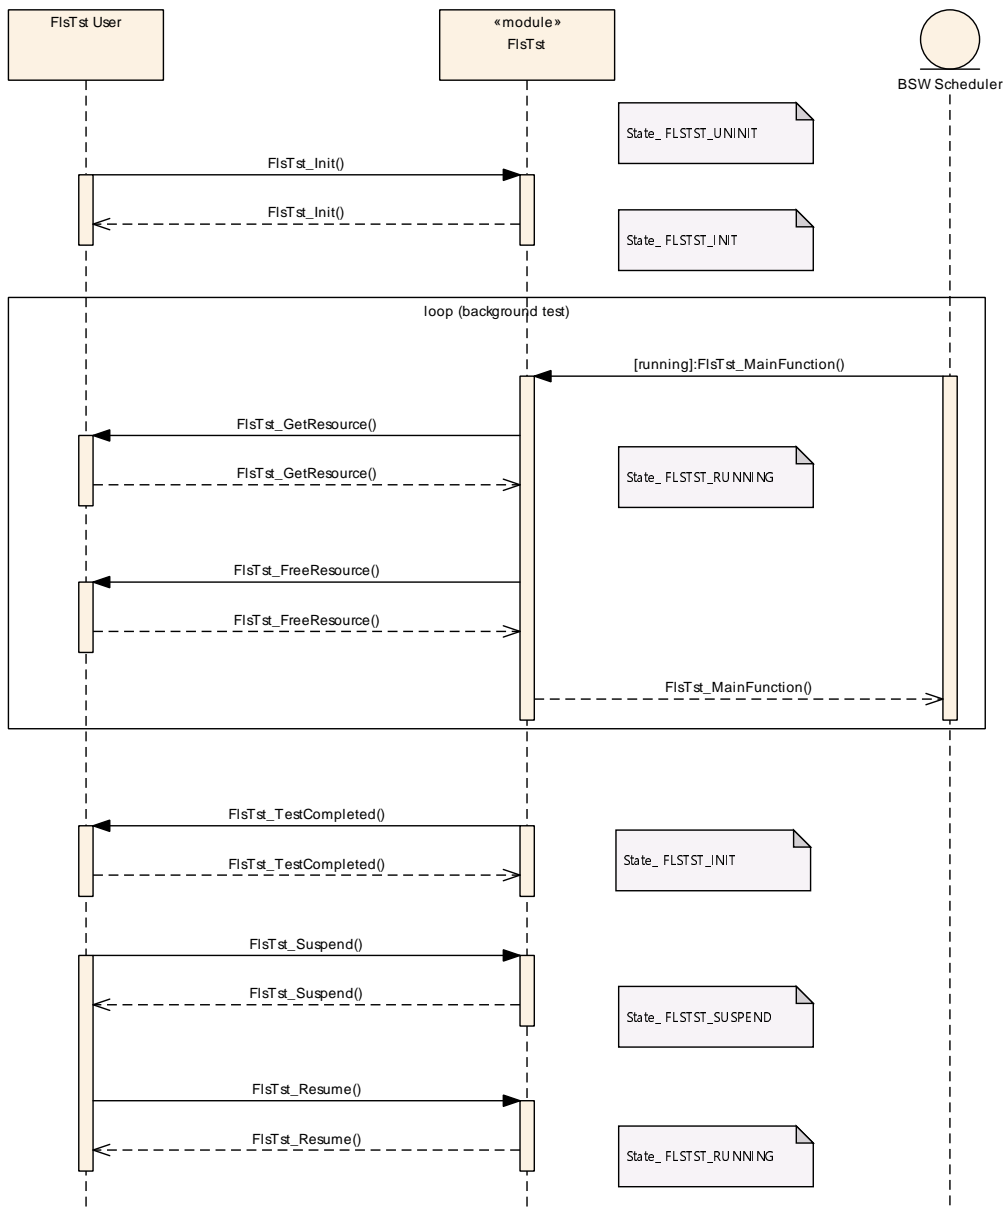 FlsTst User
«module»
FlsTst
BSW Scheduler
State_ FLSTST_UNINIT
FlsTst_Init()
FlsTst_Init()
State_ FLSTST_INIT
loop (background test)
[running]:FlsTst_MainFunction()
FlsTst_GetResource()
FlsTst_GetResource()
State_ FLSTST_RUNNING
FlsTst_FreeResource()
FlsTst_FreeResource()
FlsTst_MainFunction()
FlsTst_TestCompleted()
FlsTst_TestCompleted()
State_ FLSTST_INIT
FlsTst_Suspend()
FlsTst_Suspend()
State_ FLSTST_SUSPEND
FlsTst_Resume()
FlsTst_Resume()
State_ FLSTST_RUNNING